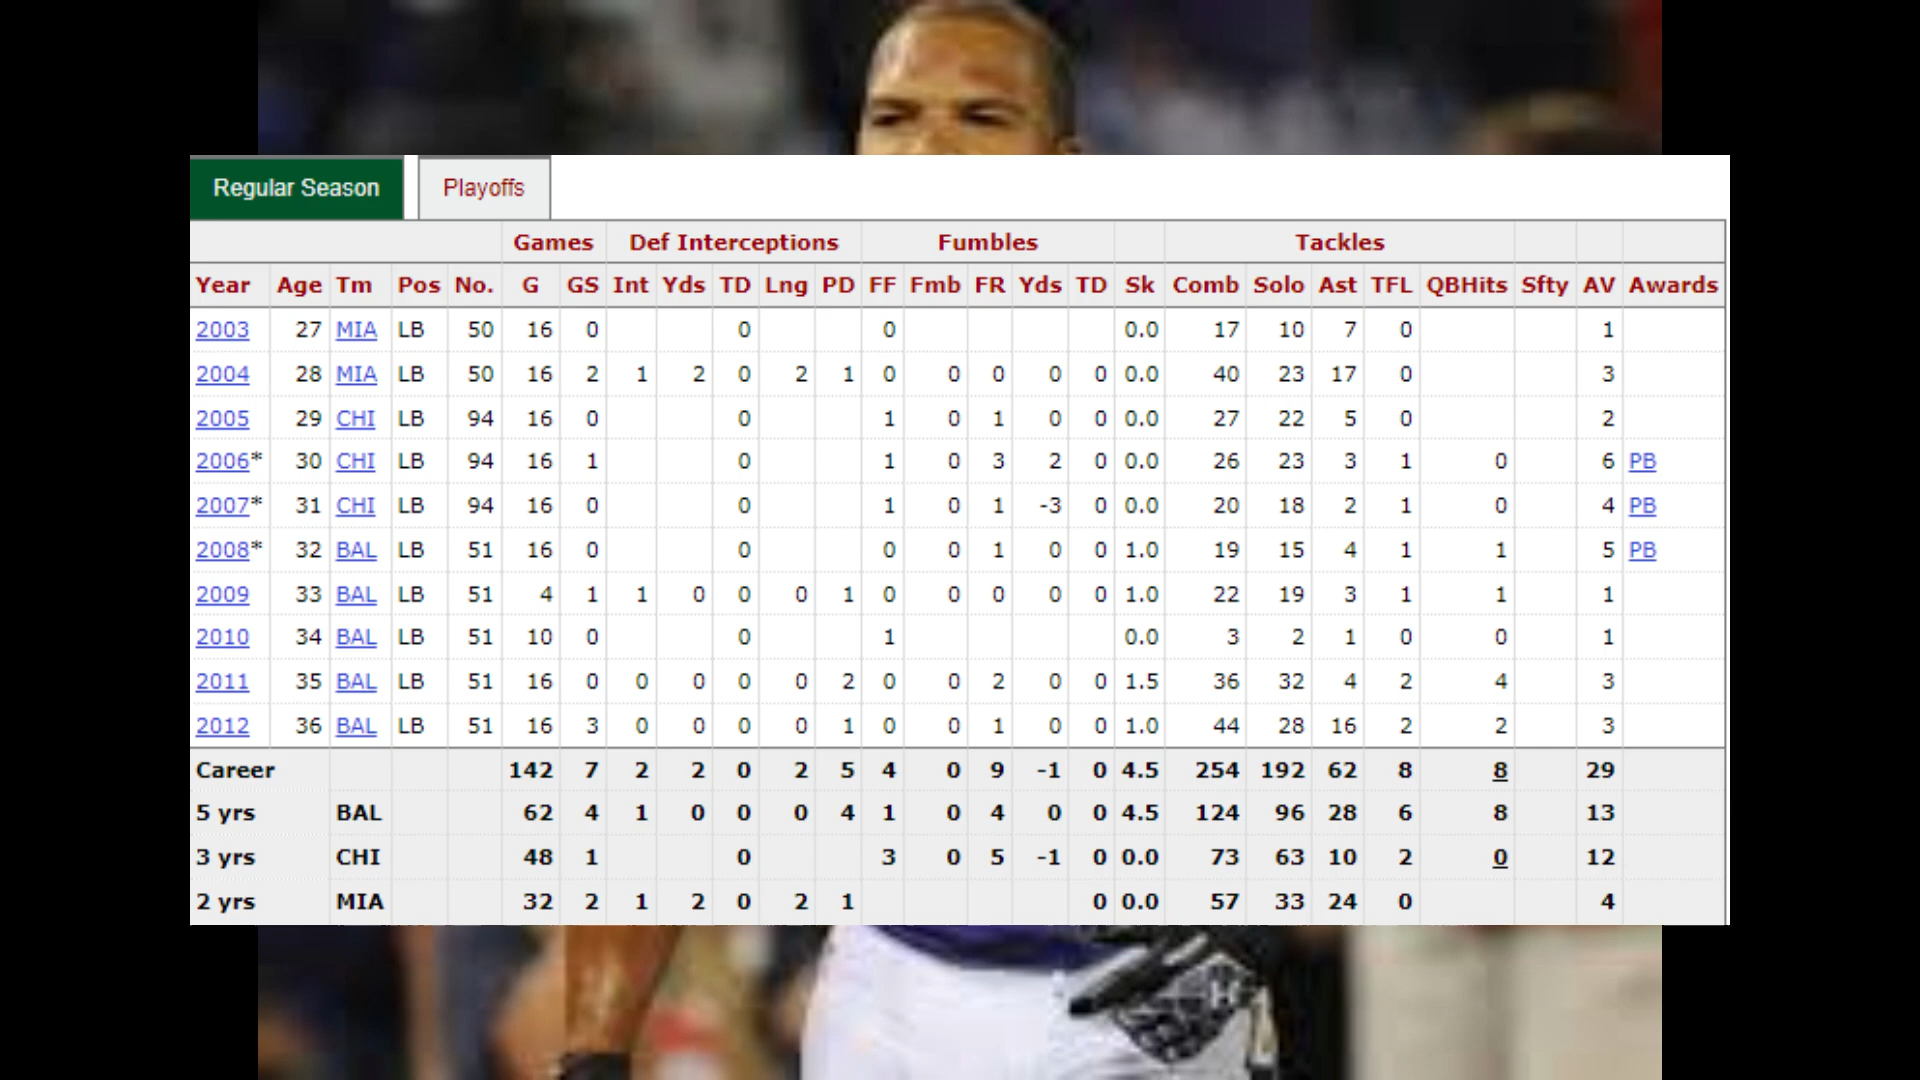 Regular Season Playoffs
Games Def Interceptions Fumbles Tackles
Year Age Tm Pos No. G GS Int Yds TD Lng PD FF Fmb FR Yds TD Sk Comb Solo Ast TFL QBHits Sfty AV Awards
2003 27 MIA LB 50 16 0 0 0 0.0 17 10 7 0 1
2004 28 MIA LB 50 16 2 1 2 0 2 1 0 0 0 0 0 0.0 40 23 17 0 3
2005 29 CHI LB 94 16 0 0 1 0 1 0 0 0.0 27 22 5 0 2
2006* 30 CHI LB 94 16 1 0 1 0 3 2 0 0.0 26 23 3 1 0 6 PB
2007* 31 CHI LB 94 16 0 0 1 0 1 -3 0 0.0 20 18 2 1 0 4 PB
2008* 32 BAL LB 51 16 0 0 0 0 1 0 0 1.0 19 15 4 1 1 5 PB
2009 33 BAL LB 51 4 1 1 0 0 0 1 0 0 0 0 0 1.0 22 19 3 1 1 1
2010 34 BAL LB 51 10 0 0 1 0.0 3 2 1 0 0 1
2011 35 BAL LB 51 16 0 0 0 0 0 2 0 0 2 0 0 1.5 36 32 4 2 4 3
2012 36 BAL LB 51 16 3 0 0 0 0 1 0 0 1 0 0 1.0 44 28 16 2 2 3
Career 142 7 2 2 0 2 5 4 0 9 -1 0 4.5 254 192 62 8 8 29
5 yrs BAL 62 4 1 0 0 0 4 1 0 4 0 0 4.5 124 96 28 6 8 13
3 yrs CHI 48 1 0 3 0 5 -1 0 0.0 73 63 10 2 0 12
2 yrs MIA 32 2 1 2 0 2 1 0 0.0 57 33 24 0 4